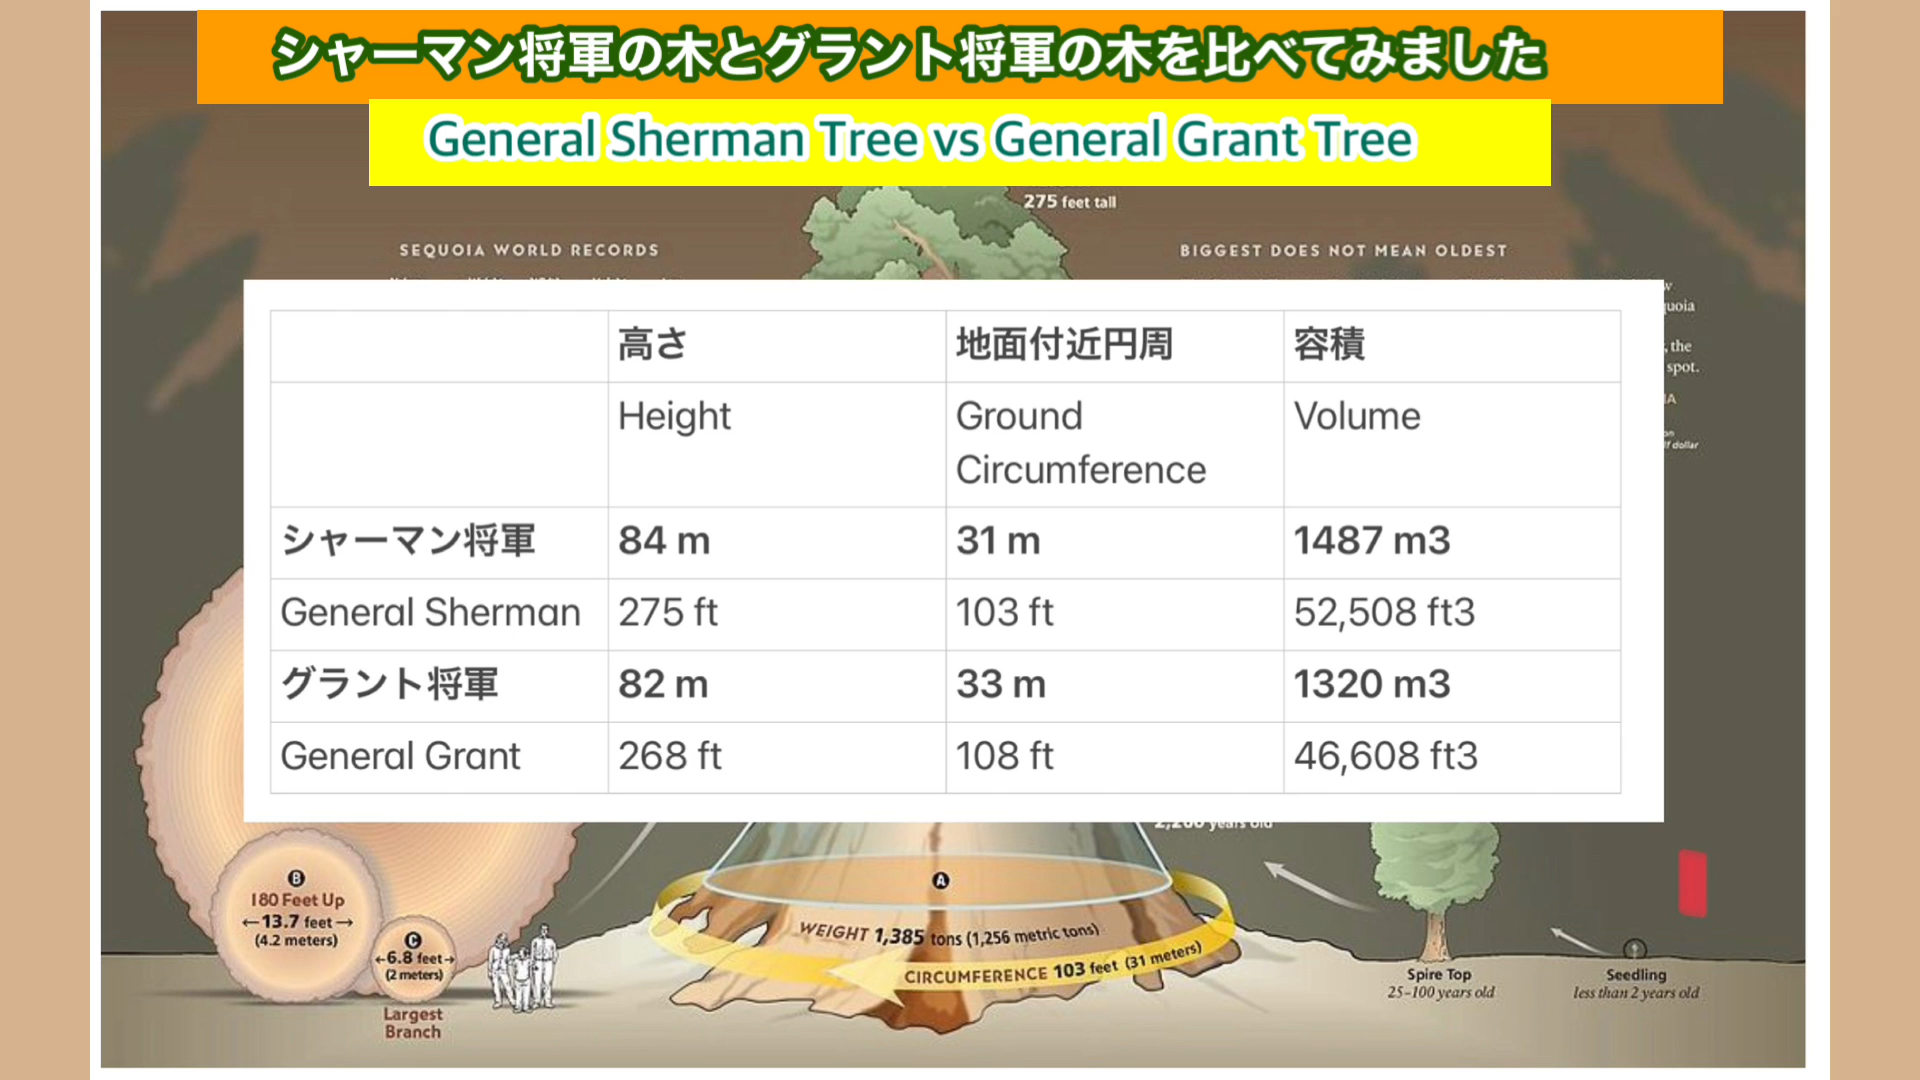 シャーマン将軍の木とグラント将軍の木を比べてみました
General Sherman Tree vs General Grant Tree
275 feet tall
SEQUOIA WORLD RECORDS
BIGGEST DOES NOT MEAN OLDEST
, the
spot.
dollar
高さ 地面付近円周 容積
Height Ground Circumference Volume
シャーマン将軍 84 m 31 m 1487 m3
General Sherman 275 ft 103 ft 52,508 ft3
グラント将軍 82 m 33 m 1320 m3
General Grant 268 ft 108 ft 46,608 ft3
years old
B
180 Feet Up
←13.7 feet→
(4.2 meters)
C
←6.8 feet→
(2 meters)
Largest
Branch
A
WEIGHT 1,385 tons (1,256 metric tons)
CIRCUMFERENCE 103 feet (31 meters)
Spire Top
25–100 years old
Seedling
less than 2 years old